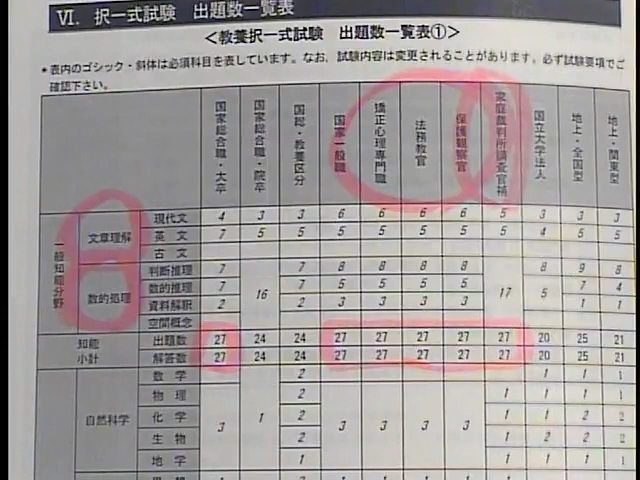 Ⅵ. 択一式試験 出題数一覧表
＜教養択一式試験 出題数一覧表①＞
＊表内のゴシック・斜体は必須科目を表しています。なお、試験内容は変更されることがあります。必ず試験要項でご
確認下さい。
国家総合職・大卒 国家総合職・院卒 国総・教養区分 国家一般職 矯正心理専門職 法務教官 保護観察官 家庭裁判所調査官補 国立大学法人 地上・全国型 地上・関東型
一般知能分野
文章理解
現代文 4 3 3 6 6 6 6 5 3 3 3
英文 7 5 5 5 5 5 5 5 4 5 5
古文
数的処理
判断推理 7 16 7 8 8 8 8 17 8 9 8
数的推理 7 7 5 5 5 5 5 7 4
資料解釈 2 2 3 3 3 3 1 1
空間概念
知能小計
出題数 27 24 24 27 27 27 27 27 20 25 21
解答数 27 24 24 27 27 27 27 27 20 25 21
自然科学
数学 3 1 2 3 3 3 3 1 1 1
物理 2 1 1 1 1
化学 2 1 1 2 2
生物 2 1 2 2 2
地学 1 1 1 1 1